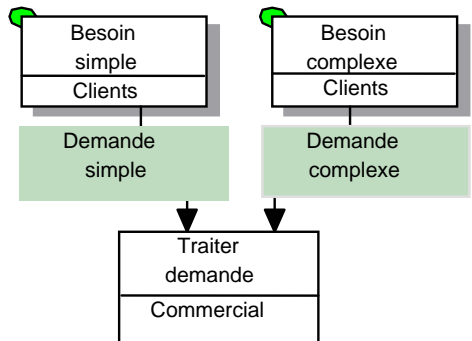 Besoin
simple
Clients
Besoin
complexe
Clients
Demande
simple
Demande
complexe
Traiter
demande
Commercial